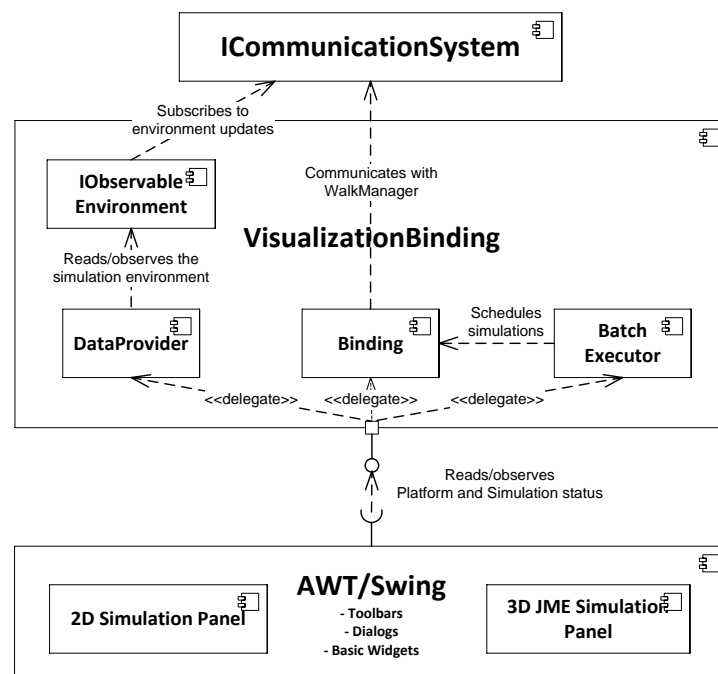 ICommunicationSystem
Subscribes to
environment updates
IObservable
Environment
Communicates with
WalkManager
VisualizationBinding
Reads/observes the
simulation environment
DataProvider
Binding
Schedules
simulations
Batch
Executor
<<delegate>>
<<delegate>>
<<delegate>>
Reads/observes
Platform and Simulation status
AWT/Swing
- Toolbars
- Dialogs
- Basic Widgets
2D Simulation Panel
3D JME Simulation
Panel